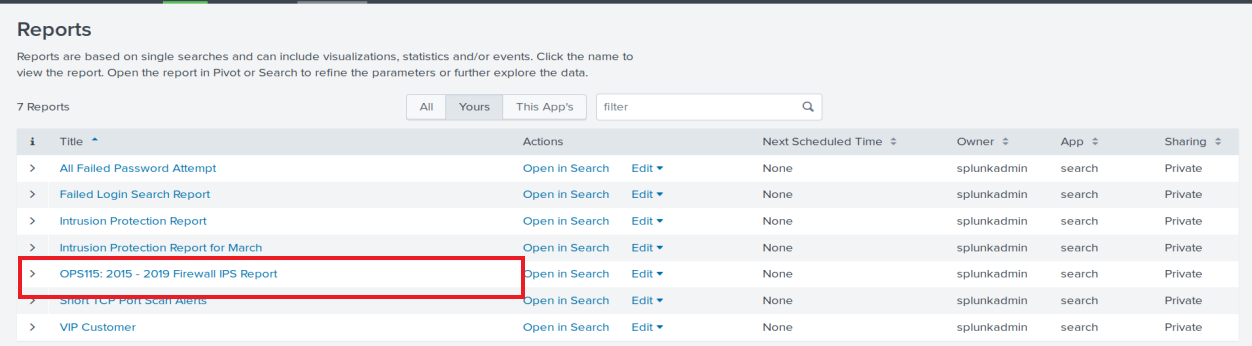 Reports
Reports are based on single searches and can include visualizations, statistics and/or events. Click the name to
view the report. Open the report in Pivot or Search to refine the parameters or further explore the data.
7 Reports All Yours This App's filter
i Title Actions Next Scheduled Time Owner App Sharing
All Failed Password Attempt Open in Search Edit None splunkadmin search Private
Failed Login Search Report Open in Search Edit None splunkadmin search Private
Intrusion Protection Report Open in Search Edit None splunkadmin search Private
Intrusion Protection Report for March Open in Search Edit None splunkadmin search Private
OPS115: 2015 - 2019 Firewall IPS Report Open in Search Edit None splunkadmin search Private
Short TCP Port Scan Alerts Open in Search Edit None splunkadmin search Private
VIP Customer Open in Search Edit None splunkadmin search Private